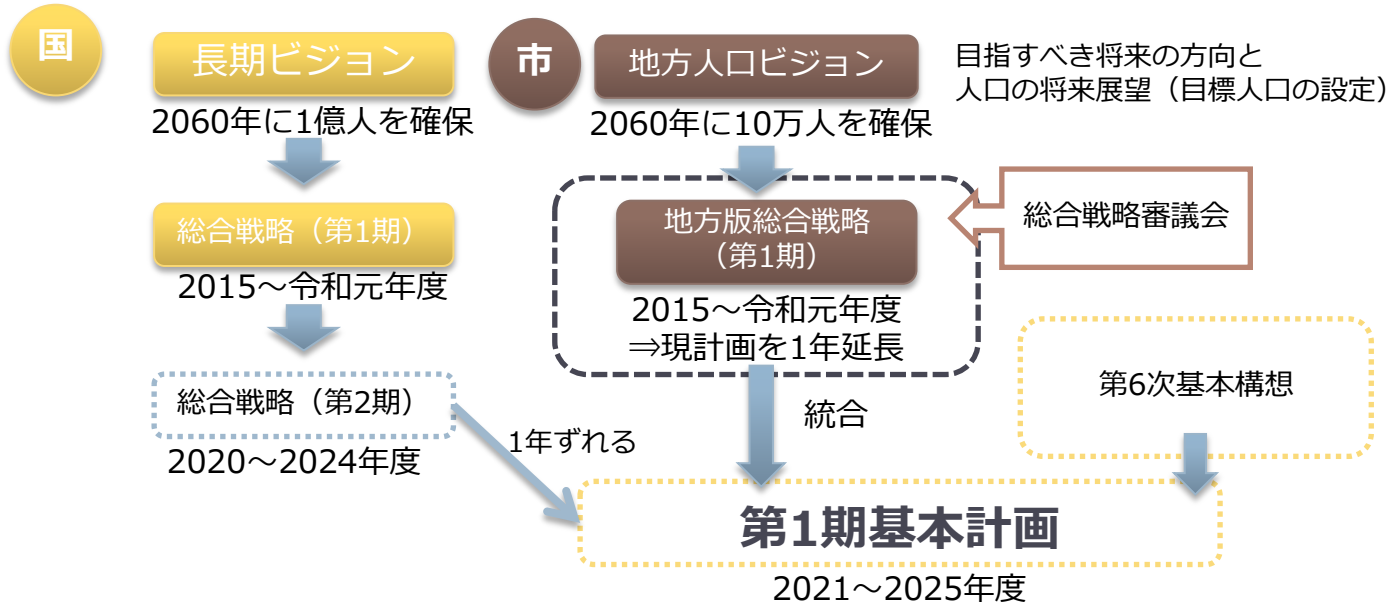 国
長期ビジョン
2060年に1億人を確保
総合戦略（第1期）
2015～令和元年度
総合戦略（第2期）
2020～2024年度
1年ずれる
市
地方人口ビジョン
2060年に10万人を確保
目指すべき将来の方向と
人口の将来展望（目標人口の設定）
地方版総合戦略
（第1期）
2015～令和元年度
⇒現計画を1年延長
総合戦略審議会
統合
第6次基本構想
第1期基本計画
2021～2025年度